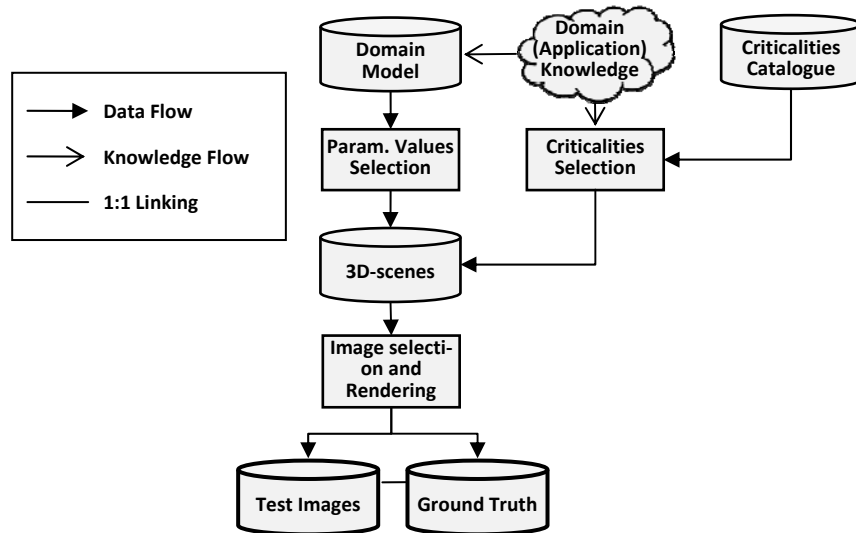 Domain
Model
Domain
(Application)
Knowledge
Criticalities
Catalogue
Data Flow
Knowledge Flow
1:1 Linking
Param. Values
Selection
Criticalities
Selection
3D-scenes
Image selecti-
on and
Rendering
Test Images
Ground Truth